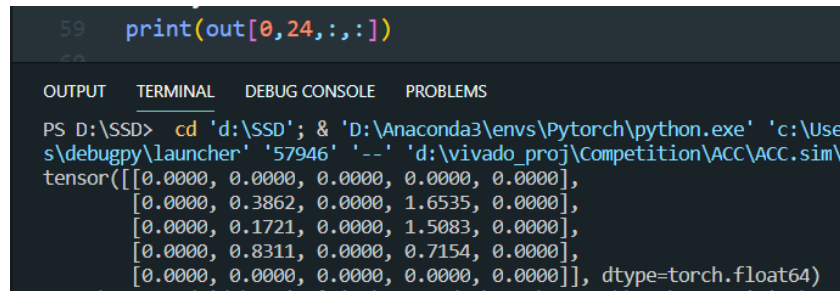 59 print(out[0,24,:,:])
60
OUTPUT TERMINAL DEBUG CONSOLE PROBLEMS
PS D:\SSD> cd 'd:\SSD'; & 'D:\Anaconda3\envs\Pytorch\python.exe' 'c:\Use
s\debugpy\launcher' '57946' '--' 'd:\vivado_proj\Competition\ACC\ACC.sim\
tensor([[0.0000, 0.0000, 0.0000, 0.0000, 0.0000],
[0.0000, 0.3862, 0.0000, 1.6535, 0.0000],
[0.0000, 0.1721, 0.0000, 1.5083, 0.0000],
[0.0000, 0.8311, 0.0000, 0.7154, 0.0000],
[0.0000, 0.0000, 0.0000, 0.0000, 0.0000]], dtype=torch.float64)